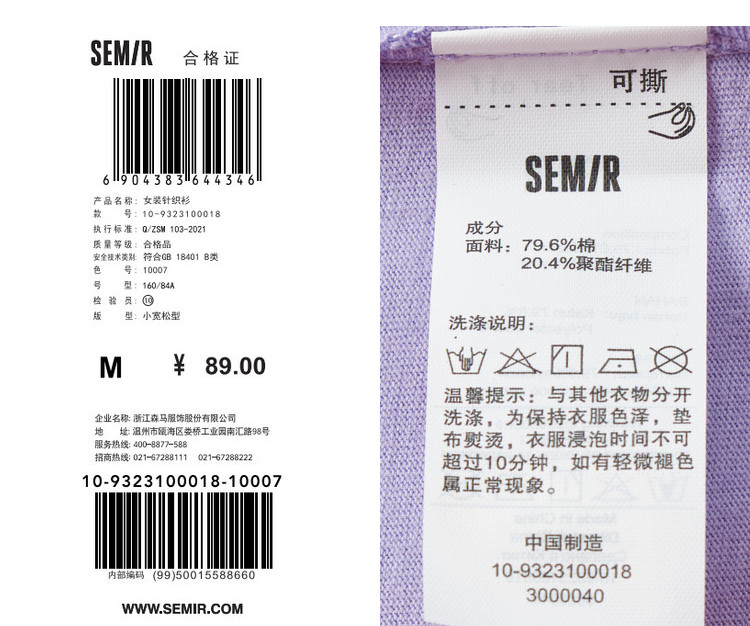 SEMIR 合格证
6 904383 644346
产品名称: 女装针织衫
款 号: 10-9323100018
执行标准: Q/ZSM 103-2021
质量等级: 合格品
安全技术类别: 符合GB 18401 B类
色 号: 10007
号 型: 160/84A
检 验 员: ⑩
版 型: 小宽松型
M ¥ 89.00
企业名称: 浙江森马服饰股份有限公司
地 址: 温州市瓯海区娄桥工业园南汇路98号
服务热线: 400-8877-588
招商热线: 021-67288111 021-67288222
10-9323100018-10007
内部编码 (99)50015588660
WWW.SEMIR.COM
可撕
SEMIR
成分
面料: 79.6%棉
20.4%聚酯纤维
洗涤说明:
温馨提示: 与其他衣物分开
洗涤，为保持衣服色泽，垫
布熨烫，衣服浸泡时间不可
超过10分钟，如有轻微褪色
属正常现象。
中国制造
10-9323100018
3000040